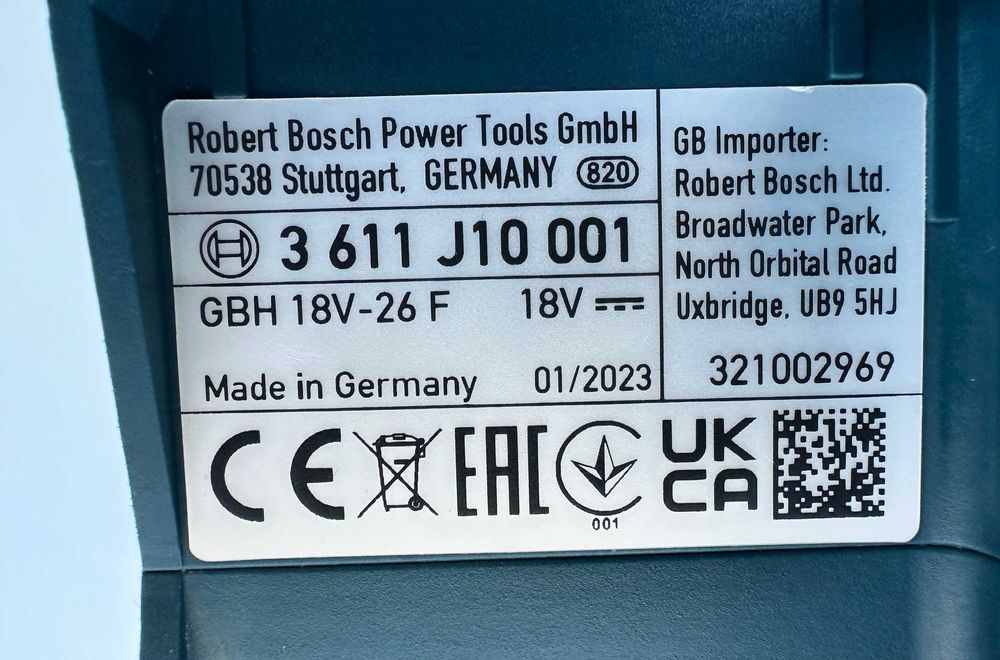 Robert Bosch Power Tools GmbH
70538 Stuttgart, GERMANY 820
3 611 J10 001
GBH 18V-26 F 18V
Made in Germany 01/2023
GB Importer:
Robert Bosch Ltd.
Broadwater Park,
North Orbital Road
Uxbridge, UB9 5HJ
321002969
CE EAC UK
CA
001